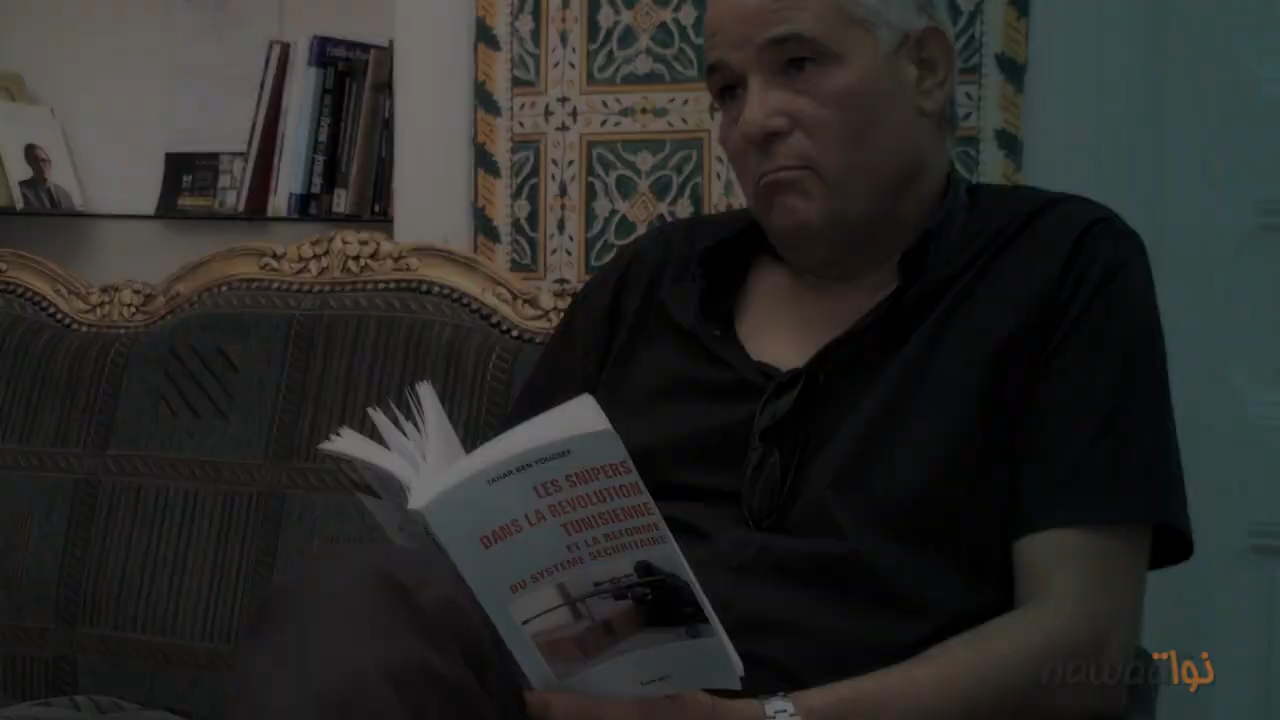 TAHAR BEN YOUSSEF
LES SNIPERS
DANS LA REVOLUTION
TUNISIENNE
ET LA REFORME
DU SYSTEME SECURITAIRE
nawaat نواة